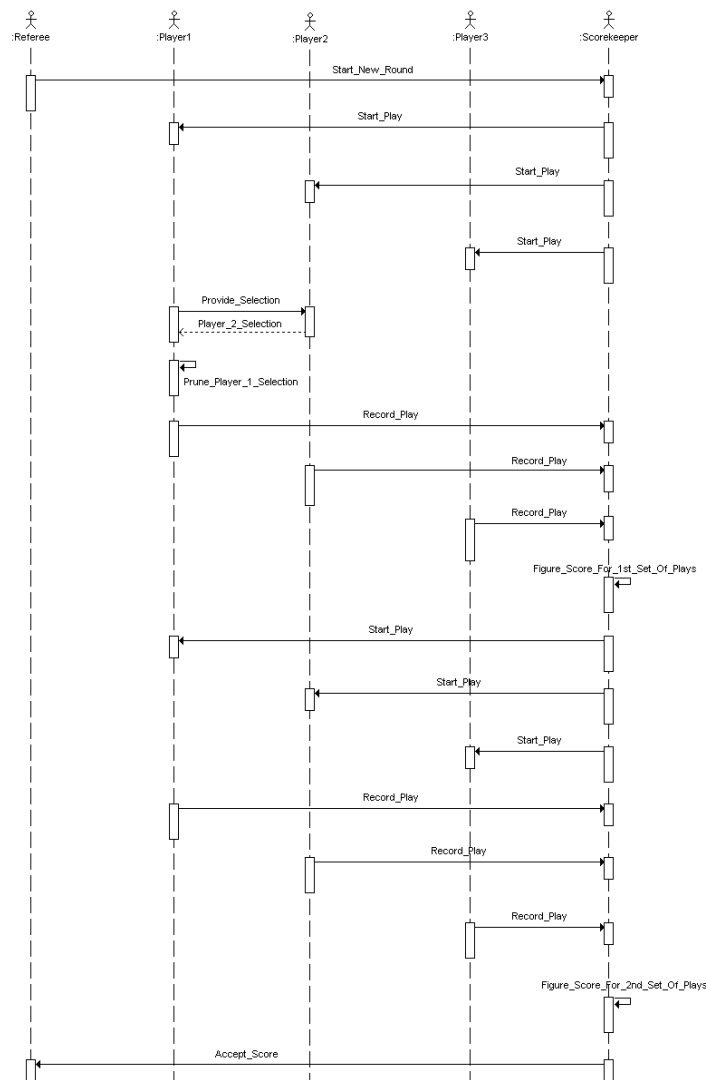 :Referee
:Player1
:Player2
:Player3
:Scorekeeper
Start_New_Round
Start_Play
Start_Play
Start_Play
Provide_Selection
Player_2_Selection
Prune_Player_1_Selection
Record_Play
Record_Play
Record_Play
Figure_Score_For_1st_Set_Of_Plays
Start_Play
Start_Play
Start_Play
Record_Play
Record_Play
Record_Play
Figure_Score_For_2nd_Set_Of_Plays
Accept_Score